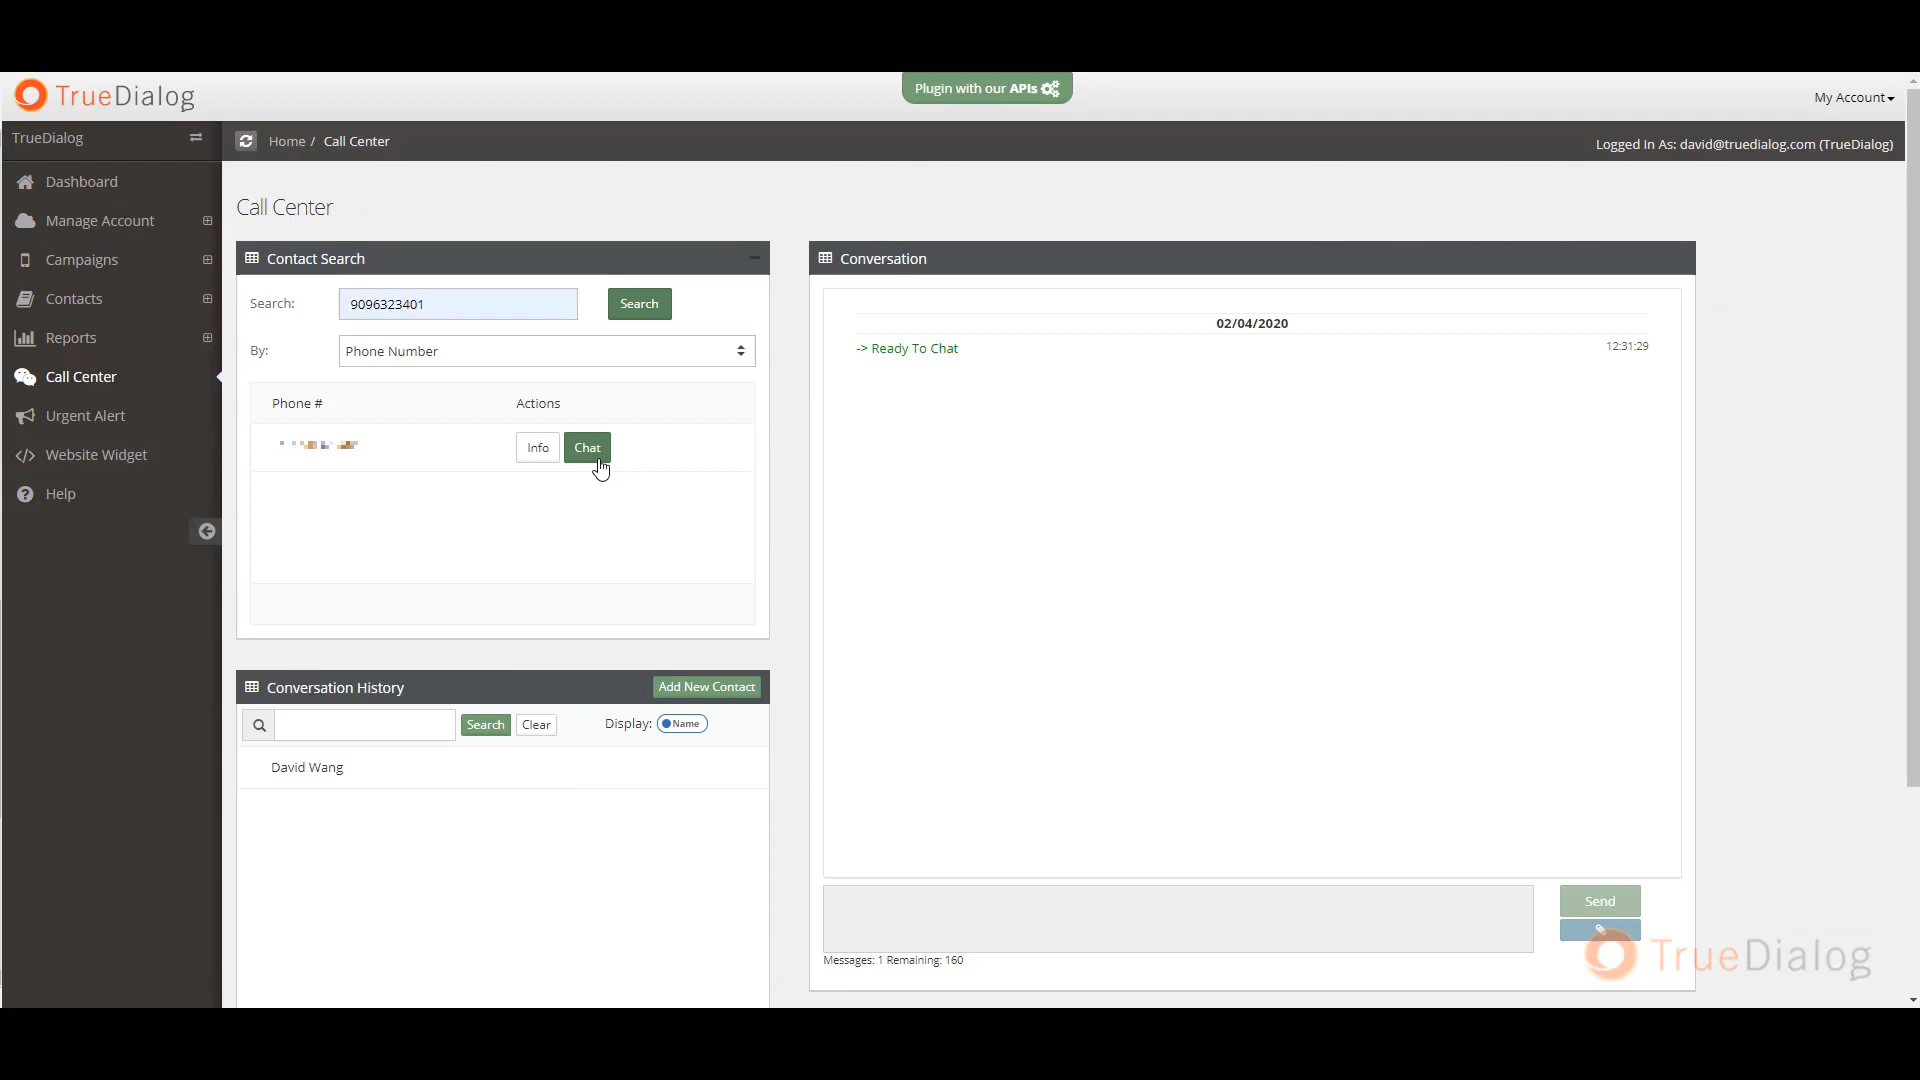 TrueDialog
Plugin with our APIs
My Account
TrueDialog
Home / Call Center
Logged In As: david@truedialog.com (TrueDialog)
Dashboard
Manage Account
Campaigns
Contacts
Reports
Call Center
Urgent Alert
Website Widget
Help
Call Center
Contact Search
Search:
9096323401
Search
By:
Phone Number
Phone #
Actions
Info
Chat
Conversation History
Add New Contact
Search
Clear
Display:
Name
David Wang
Conversation
02/04/2020
-> Ready To Chat
12:31:29
Send
Messages: 1 Remaining: 160
TrueDialog